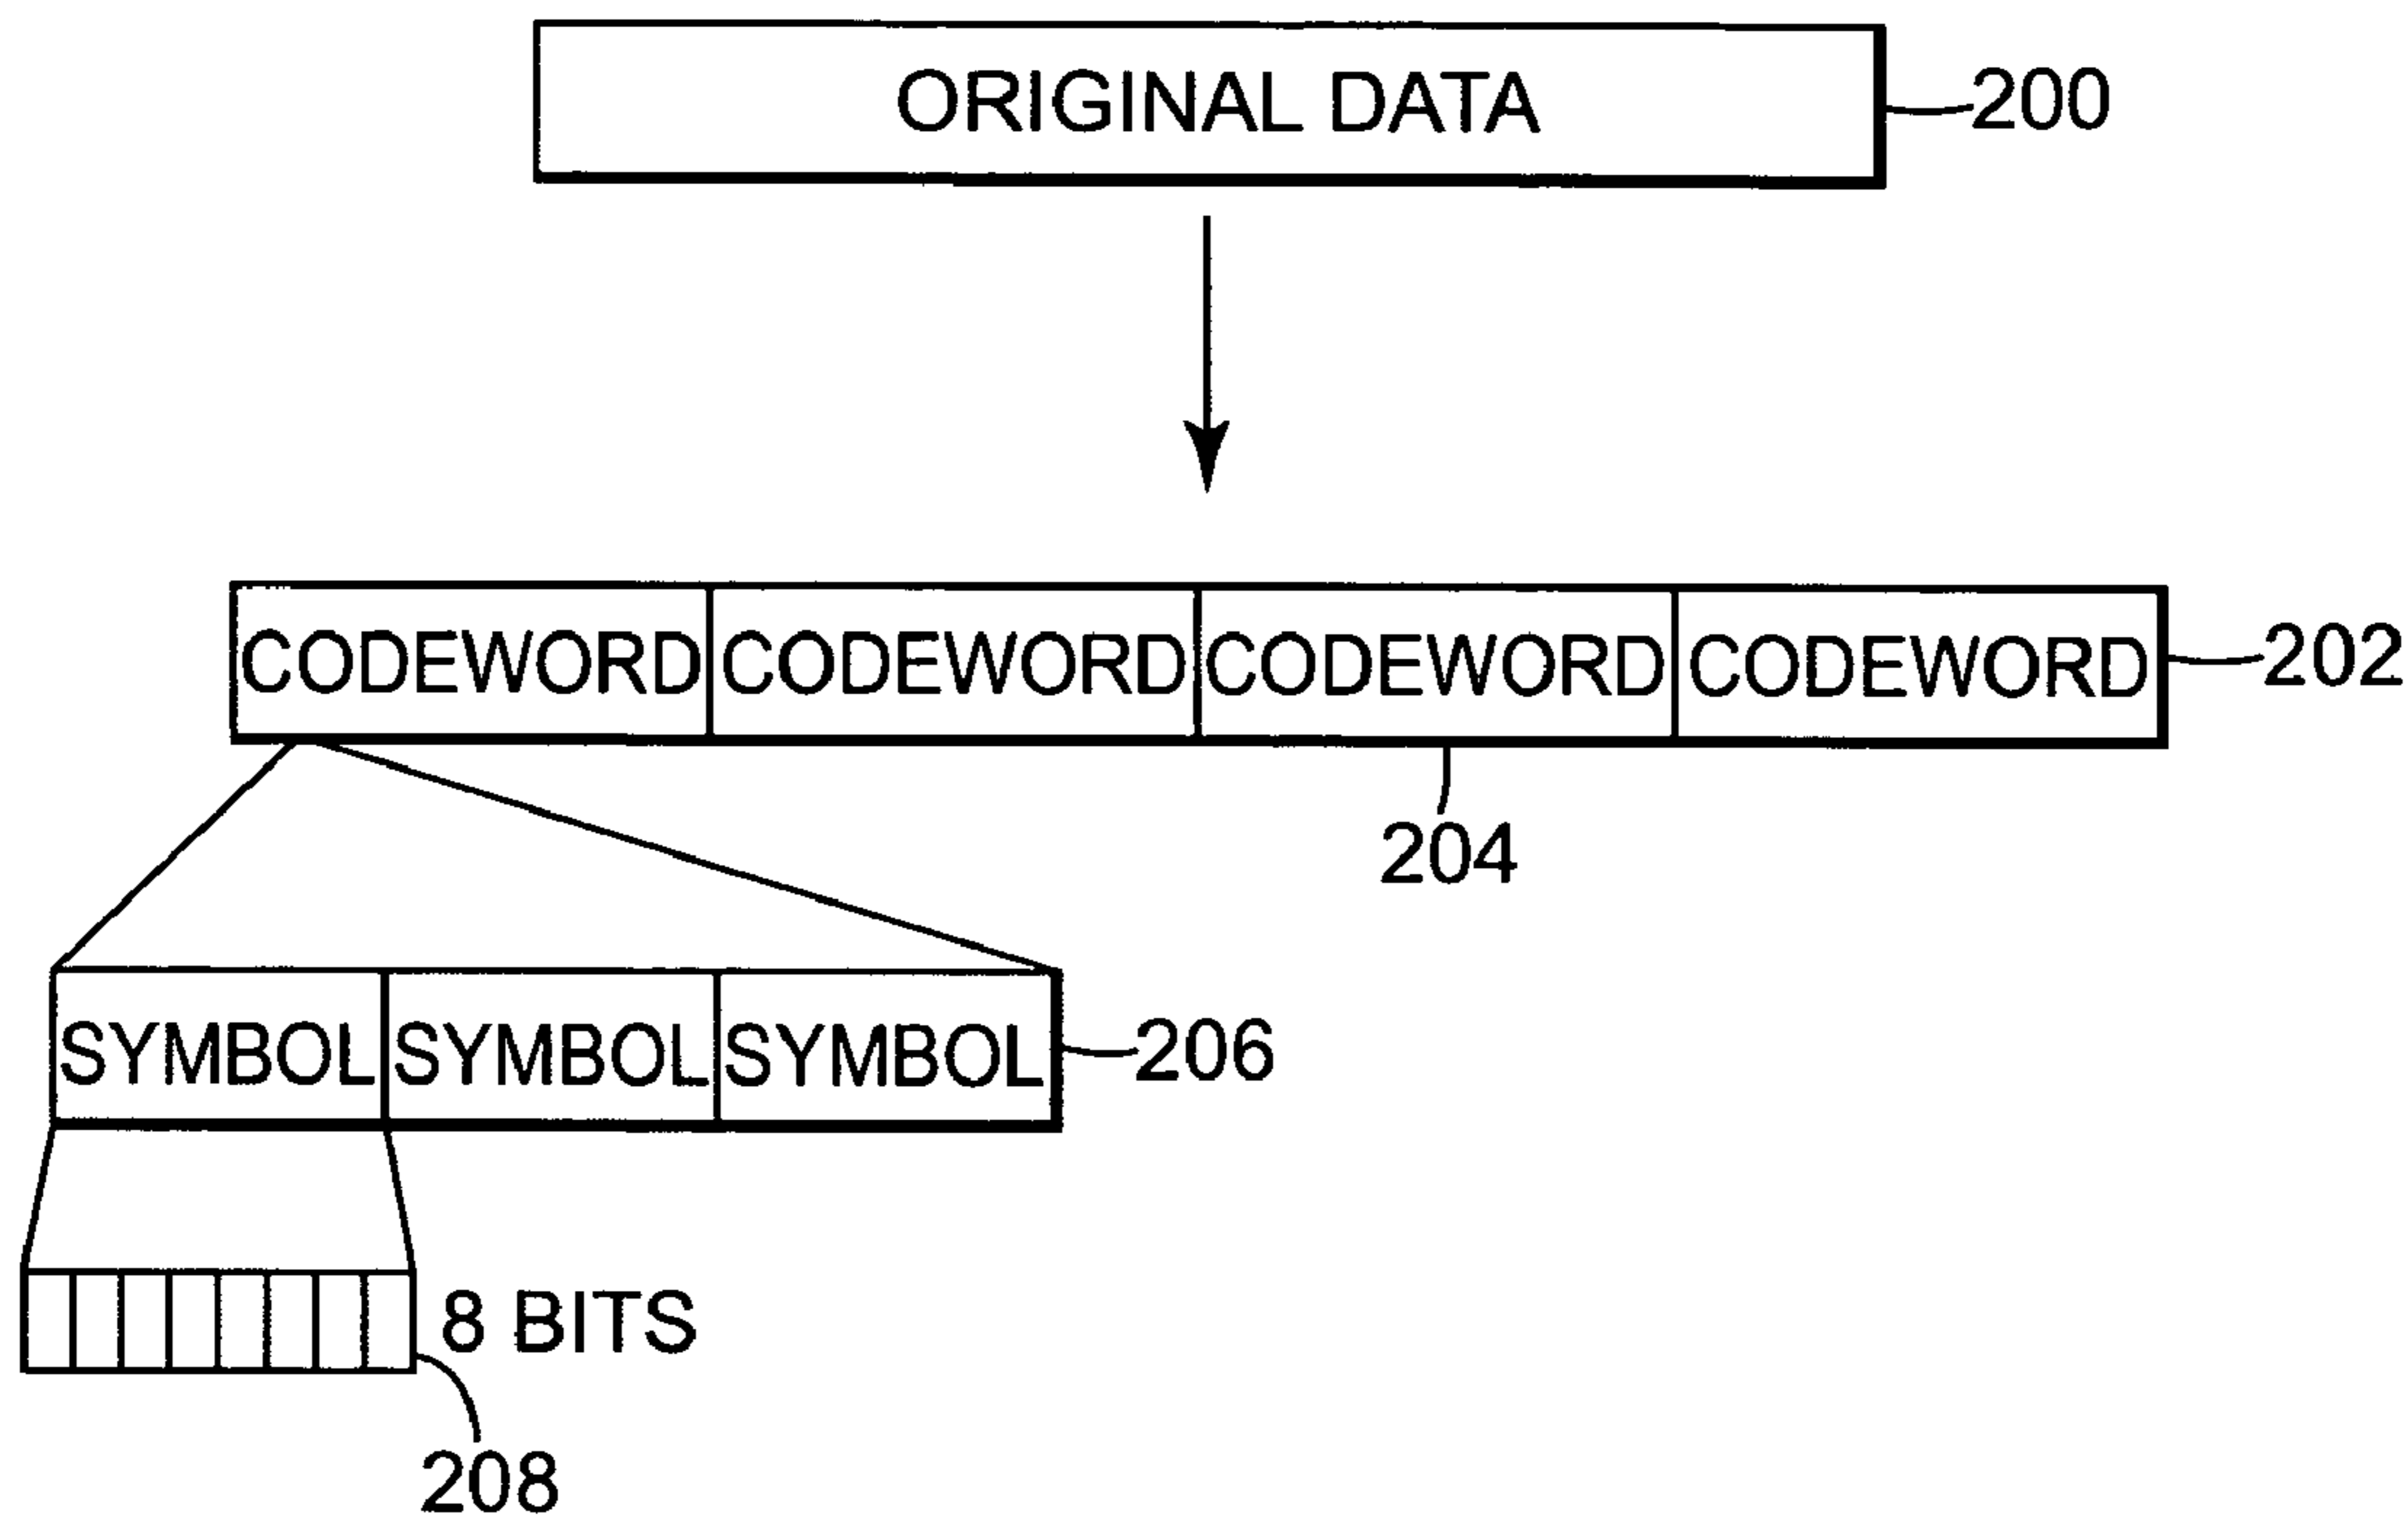 ORIGINAL DATA
200
CODEWORD CODEWORD CODEWORD CODEWORD
202
204
SYMBOL SYMBOL SYMBOL
206
8 BITS
208